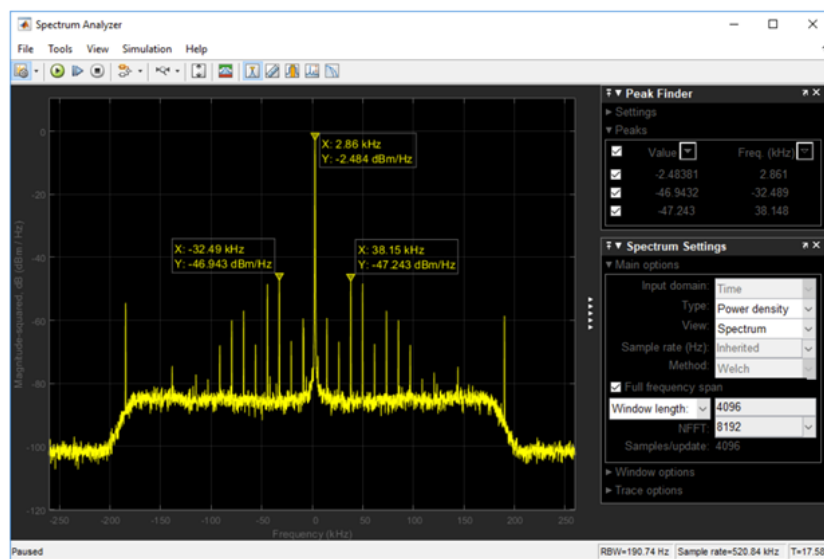 Spectrum Analyzer
File Tools View Simulation Help
Peak Finder
Settings
Peaks
Value Freq. (kHz)
-2.48381 2.861
-46.9432 -32.489
-47.243 38.148
Spectrum Settings
Main options
Input domain: Time
Type: Power density
View: Spectrum
Sample rate (Hz): Inherited
Method: Welch
Full frequency span
Window length: 4096
NFFT: 8192
Samples/update: 4096
Window options
Trace options
X: 2.86 kHz
Y: -2.484 dBm/Hz
X: -32.49 kHz
Y: -46.943 dBm/Hz
X: 38.15 kHz
Y: -47.243 dBm/Hz
Magnitude-squared, dB (dBm / Hz)
0
-20
-40
-60
-80
-100
-120
-250 -200 -150 -100 -50 0 50 100 150 200 250
Frequency (kHz)
Paused
RBW=190.74 Hz Sample rate=520.84 kHz